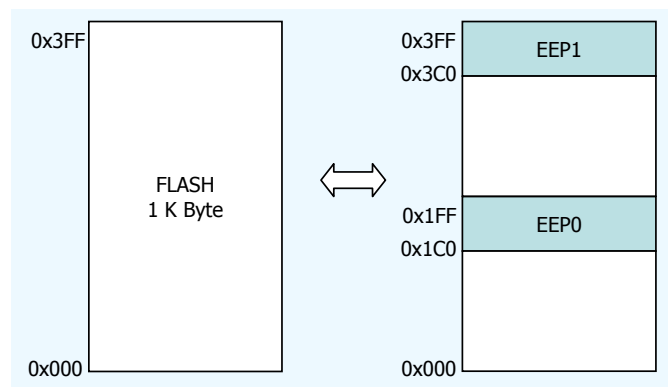 0x3FF
FLASH
1 K Byte
0x000
0x3FF
EEP1
0x3C0
0x1FF
EEP0
0x1C0
0x000